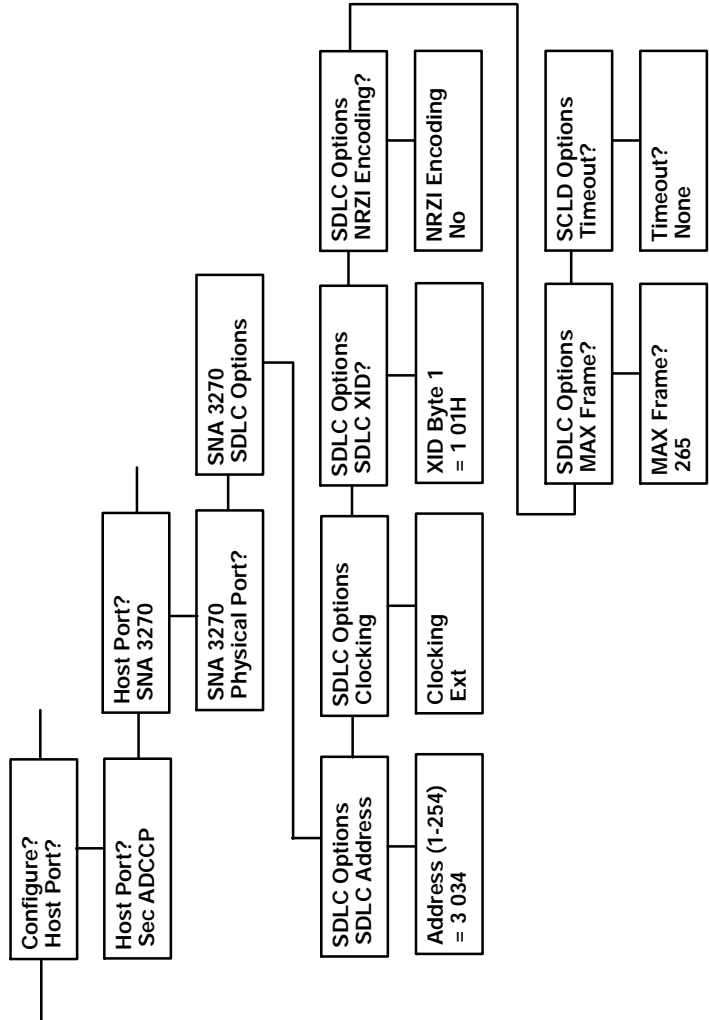 Configure?
Host Port?
Host Port?
Sec ADCCP
Host Port?
SNA 3270
SNA 3270
Physical Port?
SNA 3270
SDLC Options
SDLC Options
SDLC Address
Address (1-254)
= 3 034
SDLC Options
Clocking
Clocking
Ext
SDLC Options
SDLC XID?
XID Byte 1
= 1 01H
SDLC Options
NRZI Encoding?
NRZI Encoding
No
SDLC Options
MAX Frame?
MAX Frame?
265
SCLD Options
Timeout?
Timeout?
None